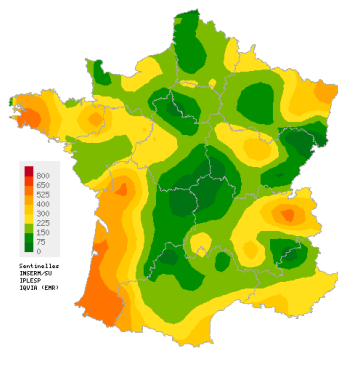 800
650
525
400
300
225
150
75
0
Sentinelles
INSERM/SU
IPLESP
IQVIA (EMR)